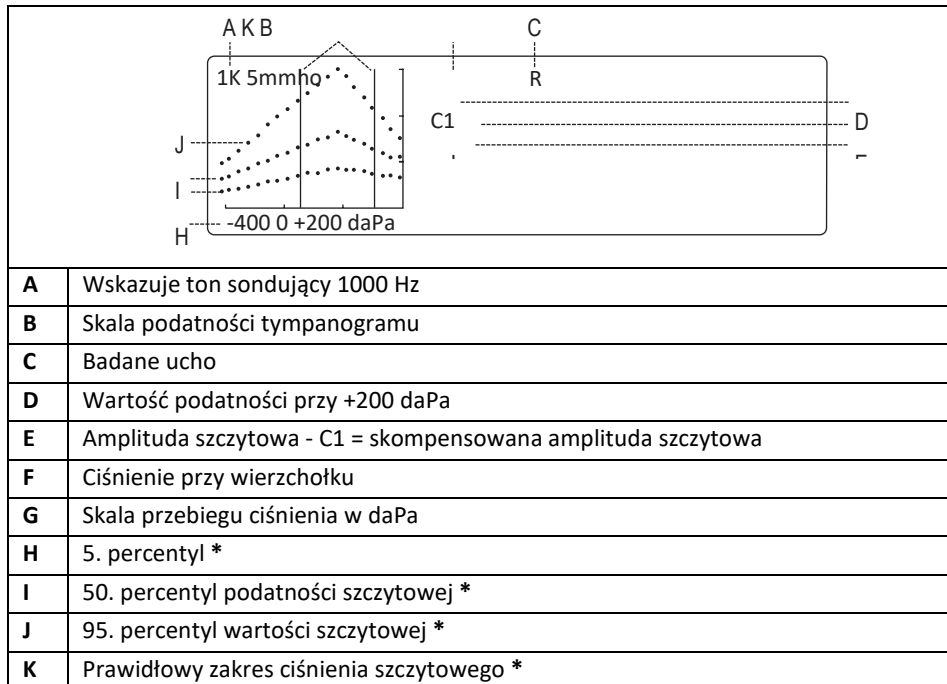 A K B C
1K 5mmho R
C1
D
J
I
-400 0 +200 daPa
H
A Wskazuje ton sondujący 1000 Hz
B Skala podatności tympanogramu
C Badane ucho
D Wartość podatności przy +200 daPa
E Amplituda szczytowa - C1 = skompensowana amplituda szczytowa
F Ciśnienie przy wierzchołku
G Skala przebiegu ciśnienia w daPa
H 5. percentyl *
I 50. percentyl podatności szczytowej *
J 95. percentyl wartości szczytowej *
K Prawidłowy zakres ciśnienia szczytowego *